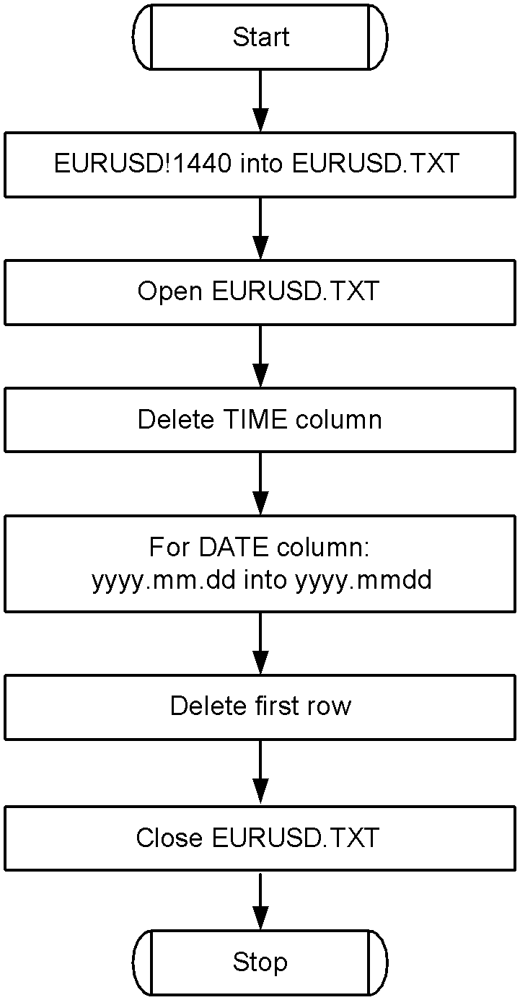 Start
EURUSD!1440 into EURUSD.TXT
Open EURUSD.TXT
Delete TIME column
For DATE column:
yyyy.mm.dd into yyyy.mmdd
Delete first row
Close EURUSD.TXT
Stop